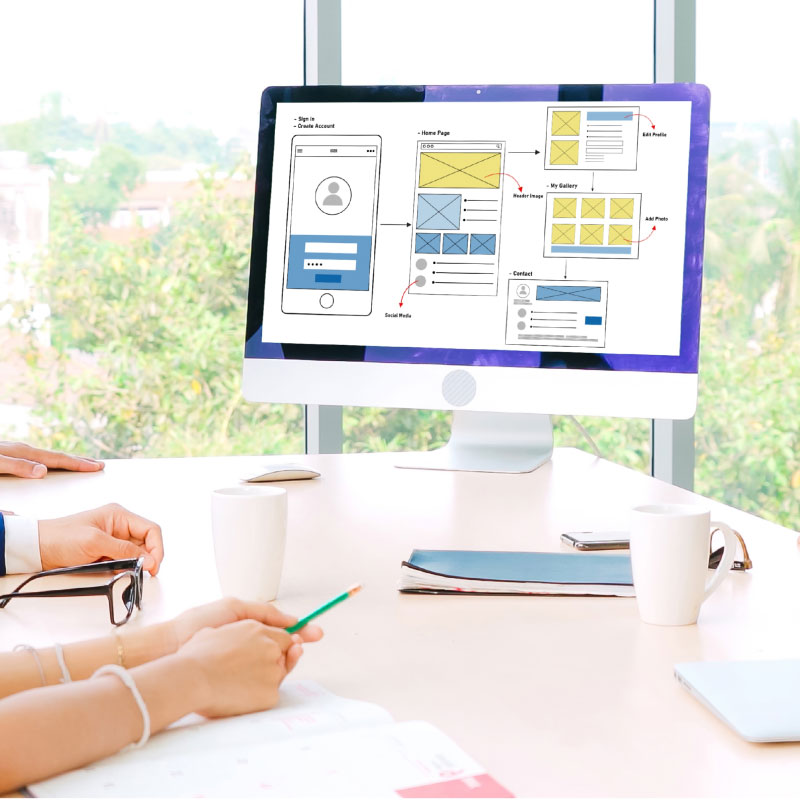 - Sign in
- Create Account
- Home Page
Header Image
Social Media
Edit Profile
- My Gallery
Add Photo
- Contact